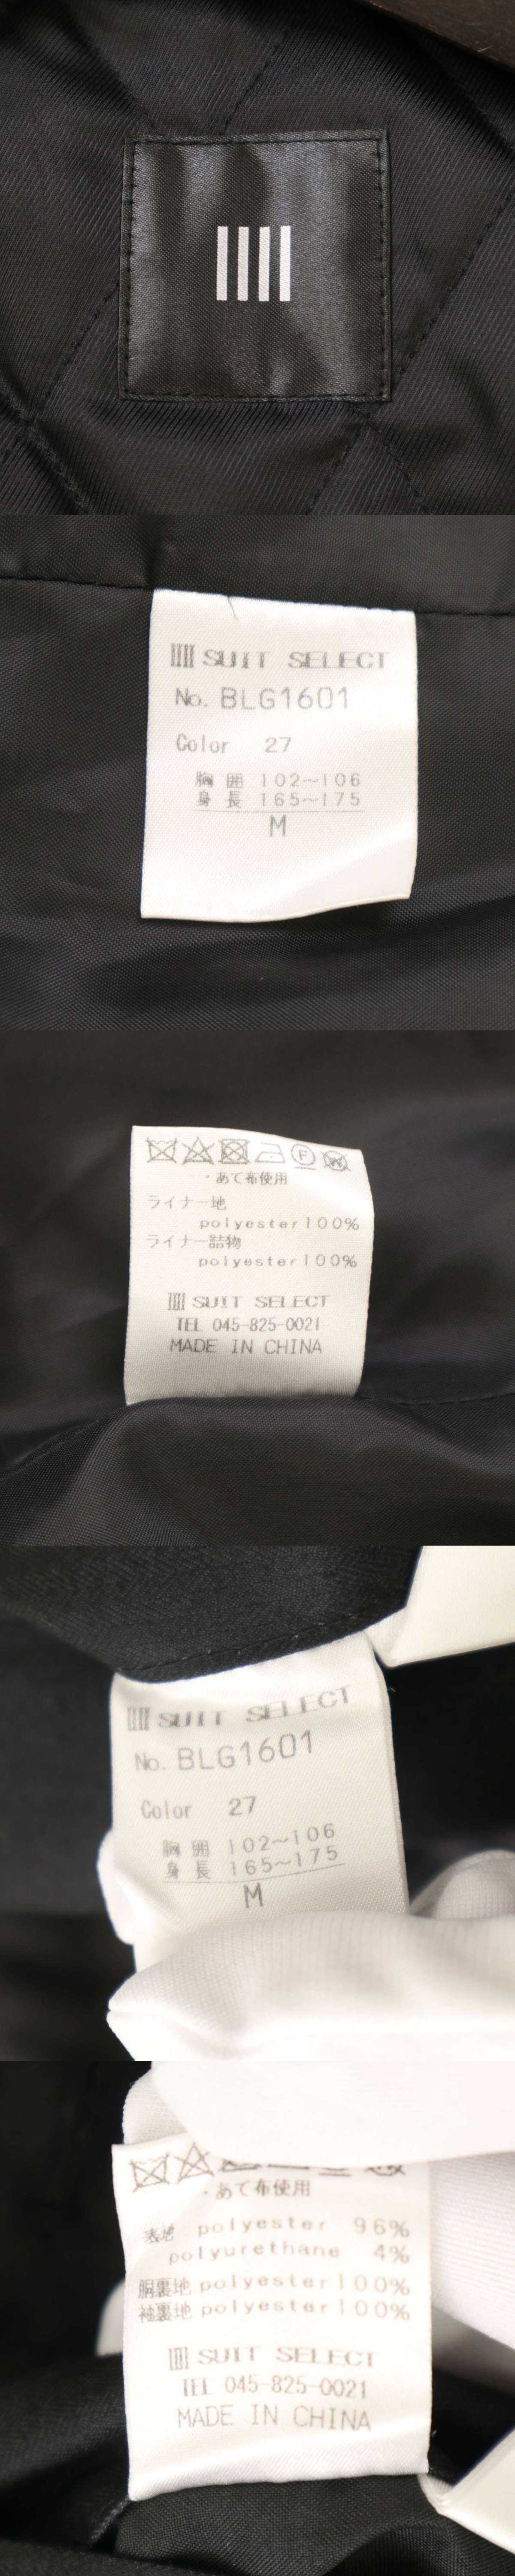 SUIT SELECT
No. BLG1601
Color 27
胸囲 102～106
身長 165～175
M
・あて布使用
ライナー地
polyester100%
ライナー詰物
polyester100%
SUIT SELECT
TEL 045-825-0021
MADE IN CHINA
SUIT SELECT
No. BLG1601
Color 27
胸囲 102～106
身長 165～175
M
・あて布使用
表地 polyester 96%
polyurethane 4%
胴裏地 polyester100%
袖裏地 polyester100%
SUIT SELECT
TEL 045-825-0021
MADE IN CHINA